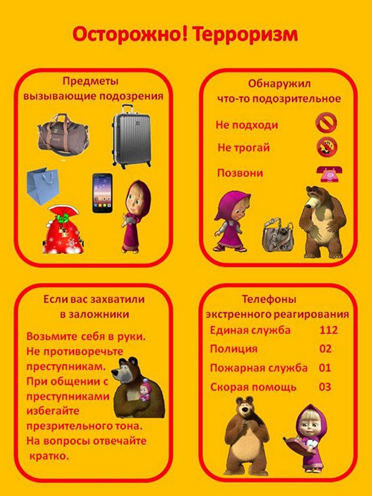 Осторожно! Терроризм
Предметы
вызывающие подозрения
Обнаружил
что-то подозрительное
Не подходи
Не трогай
Позвони
Если вас захватили
в заложники
Возьмите себя в руки.
Не противоречьте
преступникам.
При общении с
преступниками
избегайте
презрительного тона.
На вопросы отвечайте
кратко.
Телефоны
экстренного реагирования
Единая служба 112
Полиция 02
Пожарная служба 01
Скорая помощь 03